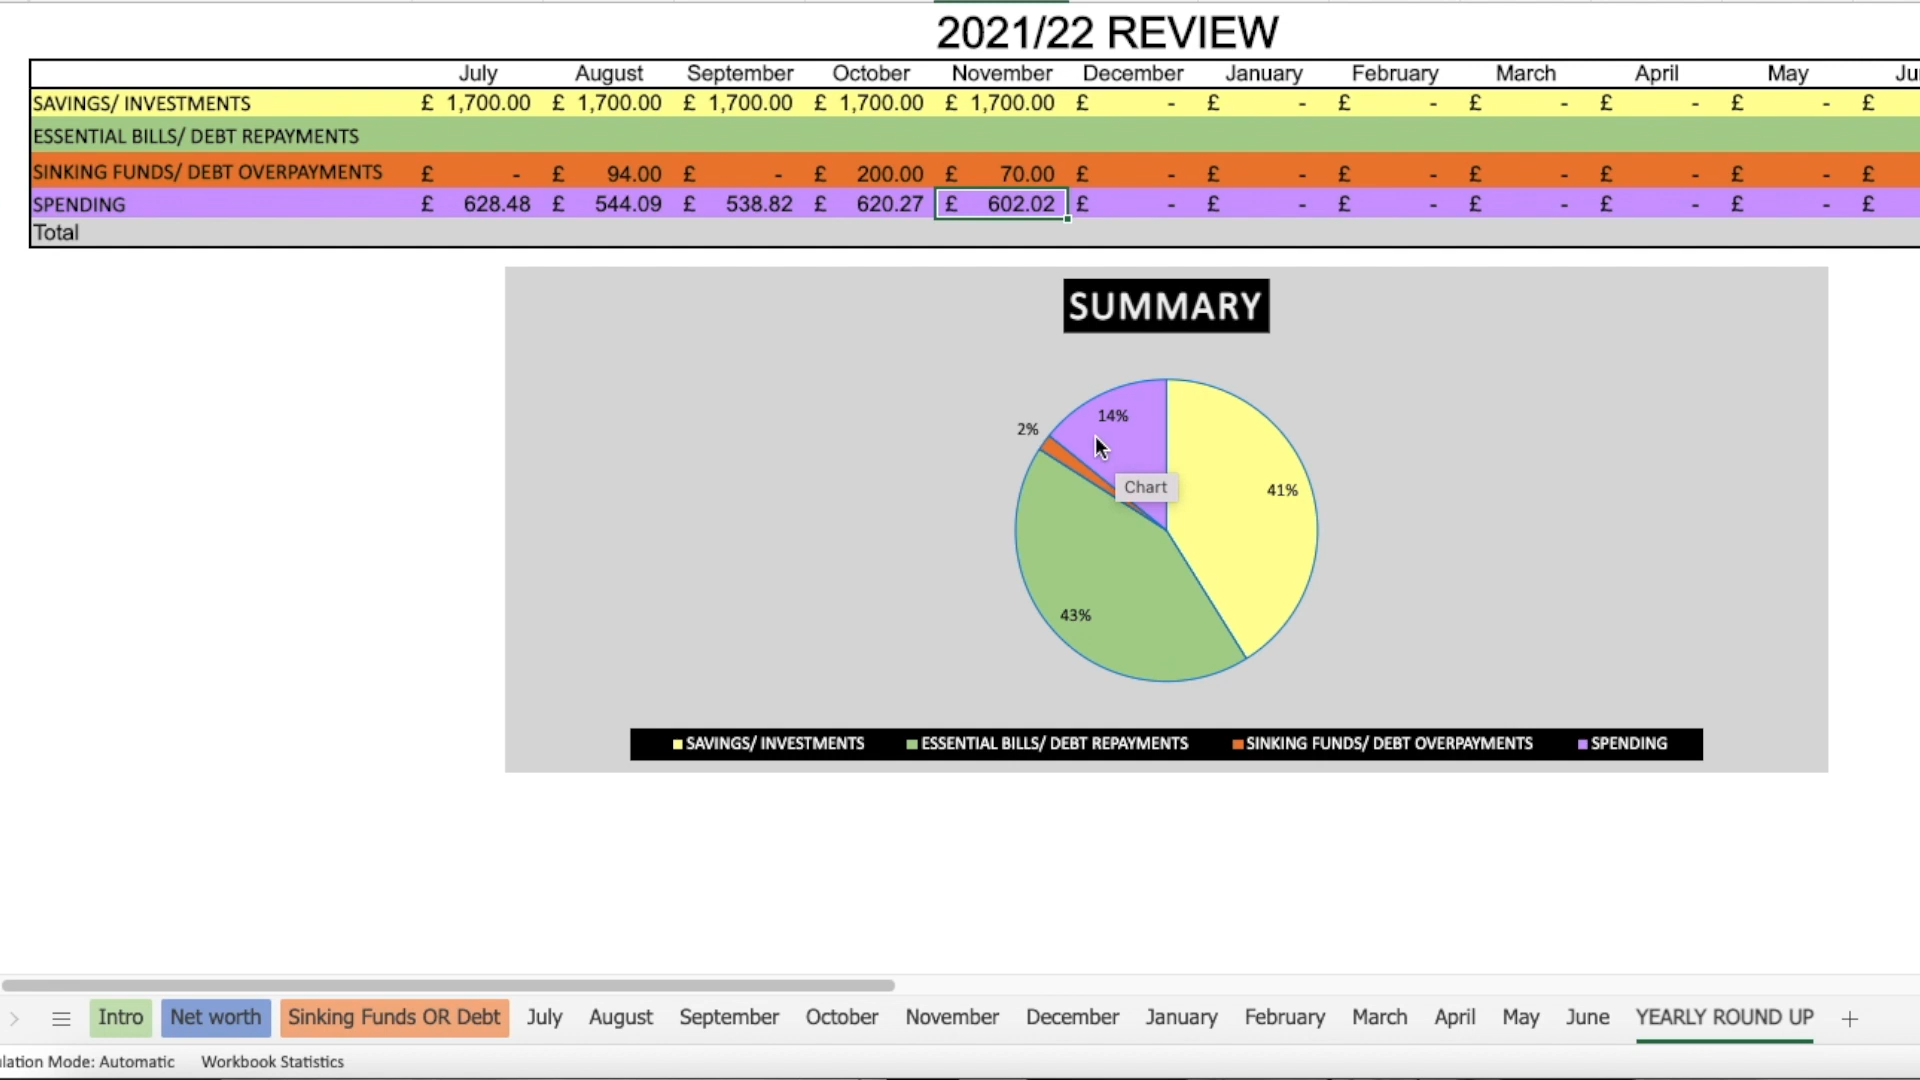 2021/22 REVIEW
July August September October November December January February March April May Ju
SAVINGS/ INVESTMENTS £ 1,700.00 £ 1,700.00 £ 1,700.00 £ 1,700.00 £ 1,700.00 £ - £ - £ - £ - £ - £ - £
ESSENTIAL BILLS/ DEBT REPAYMENTS
SINKING FUNDS/ DEBT OVERPAYMENTS £ - £ 94.00 £ - £ 200.00 £ 70.00 £ - £ - £ - £ - £ - £ - £
SPENDING £ 628.48 £ 544.09 £ 538.82 £ 620.27 £ 602.02 £ - £ - £ - £ - £ - £ - £
Total
SUMMARY
14%
2%
Chart
41%
43%
SAVINGS/ INVESTMENTS ESSENTIAL BILLS/ DEBT REPAYMENTS SINKING FUNDS/ DEBT OVERPAYMENTS SPENDING
Intro Net worth Sinking Funds OR Debt July August September October November December January February March April May June YEARLY ROUND UP +
lation Mode: Automatic Workbook Statistics